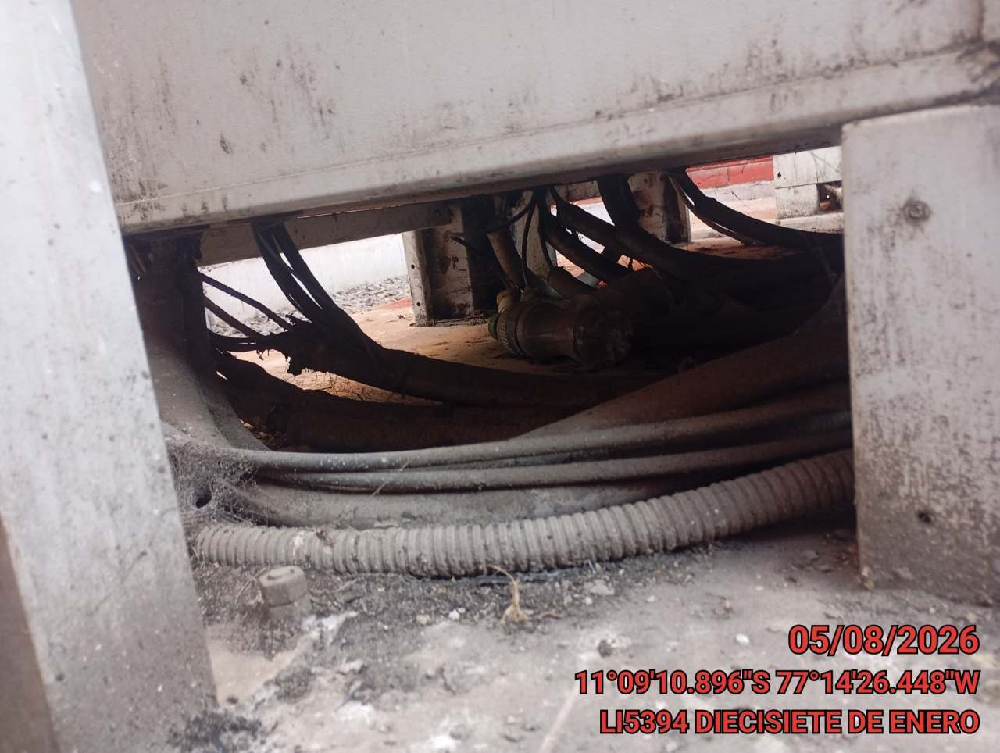 05/08/2026
11°09'10.896"S 77°14'26.448"W
LI5394 DIECISIETE DE ENERO